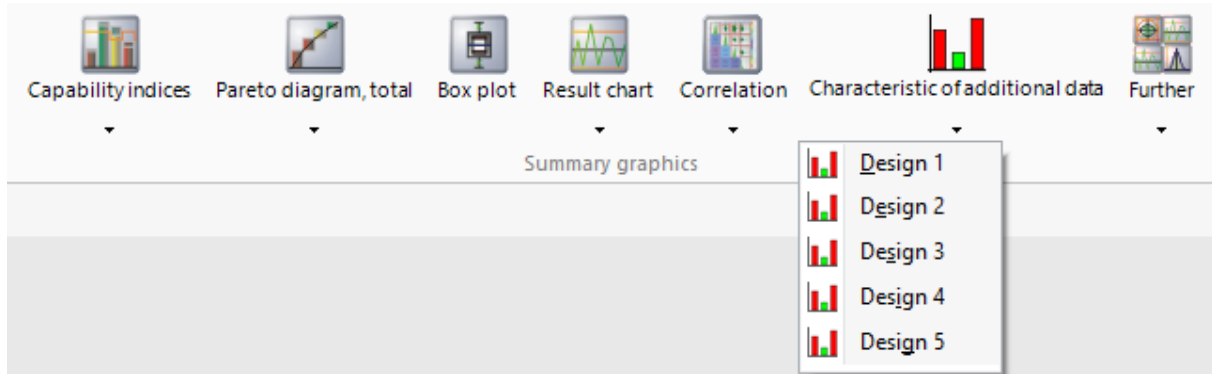 Capability indices
Pareto diagram, total
Box plot
Result chart
Correlation
Characteristic of additional data
Further
Summary graphics
Design 1
Design 2
Design 3
Design 4
Design 5